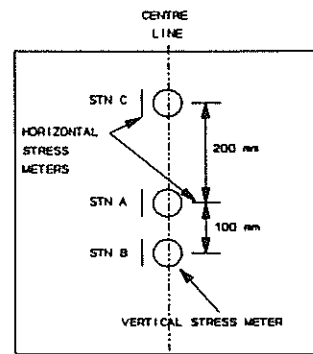 CENTRE
LINE
STN C
HORIZONTAL
STRESS
METERS
200 mm
STN A
100 mm
STN B
VERTICAL STRESS METER